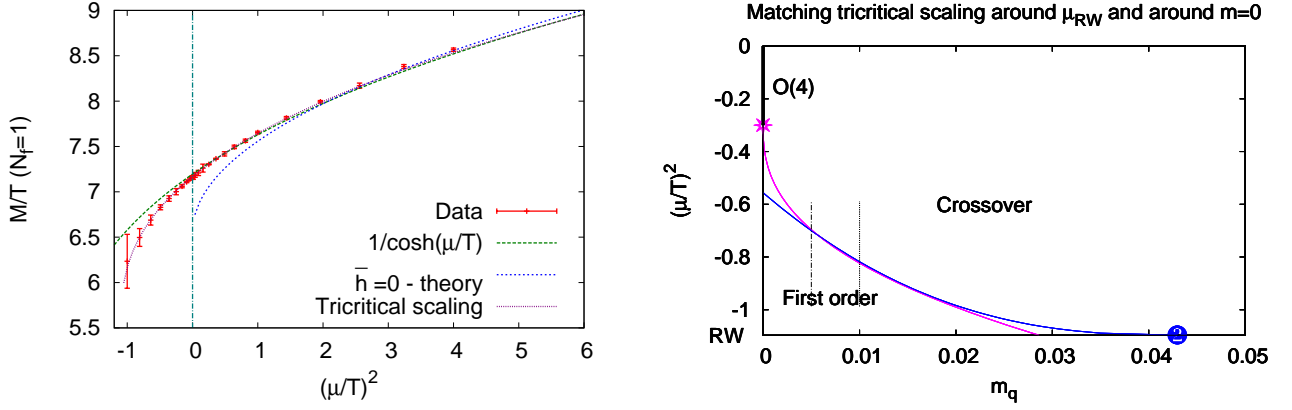 9
8.5
8
7.5
7
6.5
6
5.5
M/T (N_f=1)
Data
1/cosh(μ/T)
h̅ =0 - theory
Tricritical scaling
-1 0 1 2 3 4 5 6
(μ/T)²
Matching tricritical scaling around μ_RW and around m=0
0
-0.2
-0.4
-0.6
-0.8
-1
RW
(μ/T)²
O(4)
Crossover
First order
0 0.01 0.02 0.03 0.04 0.05
m_q